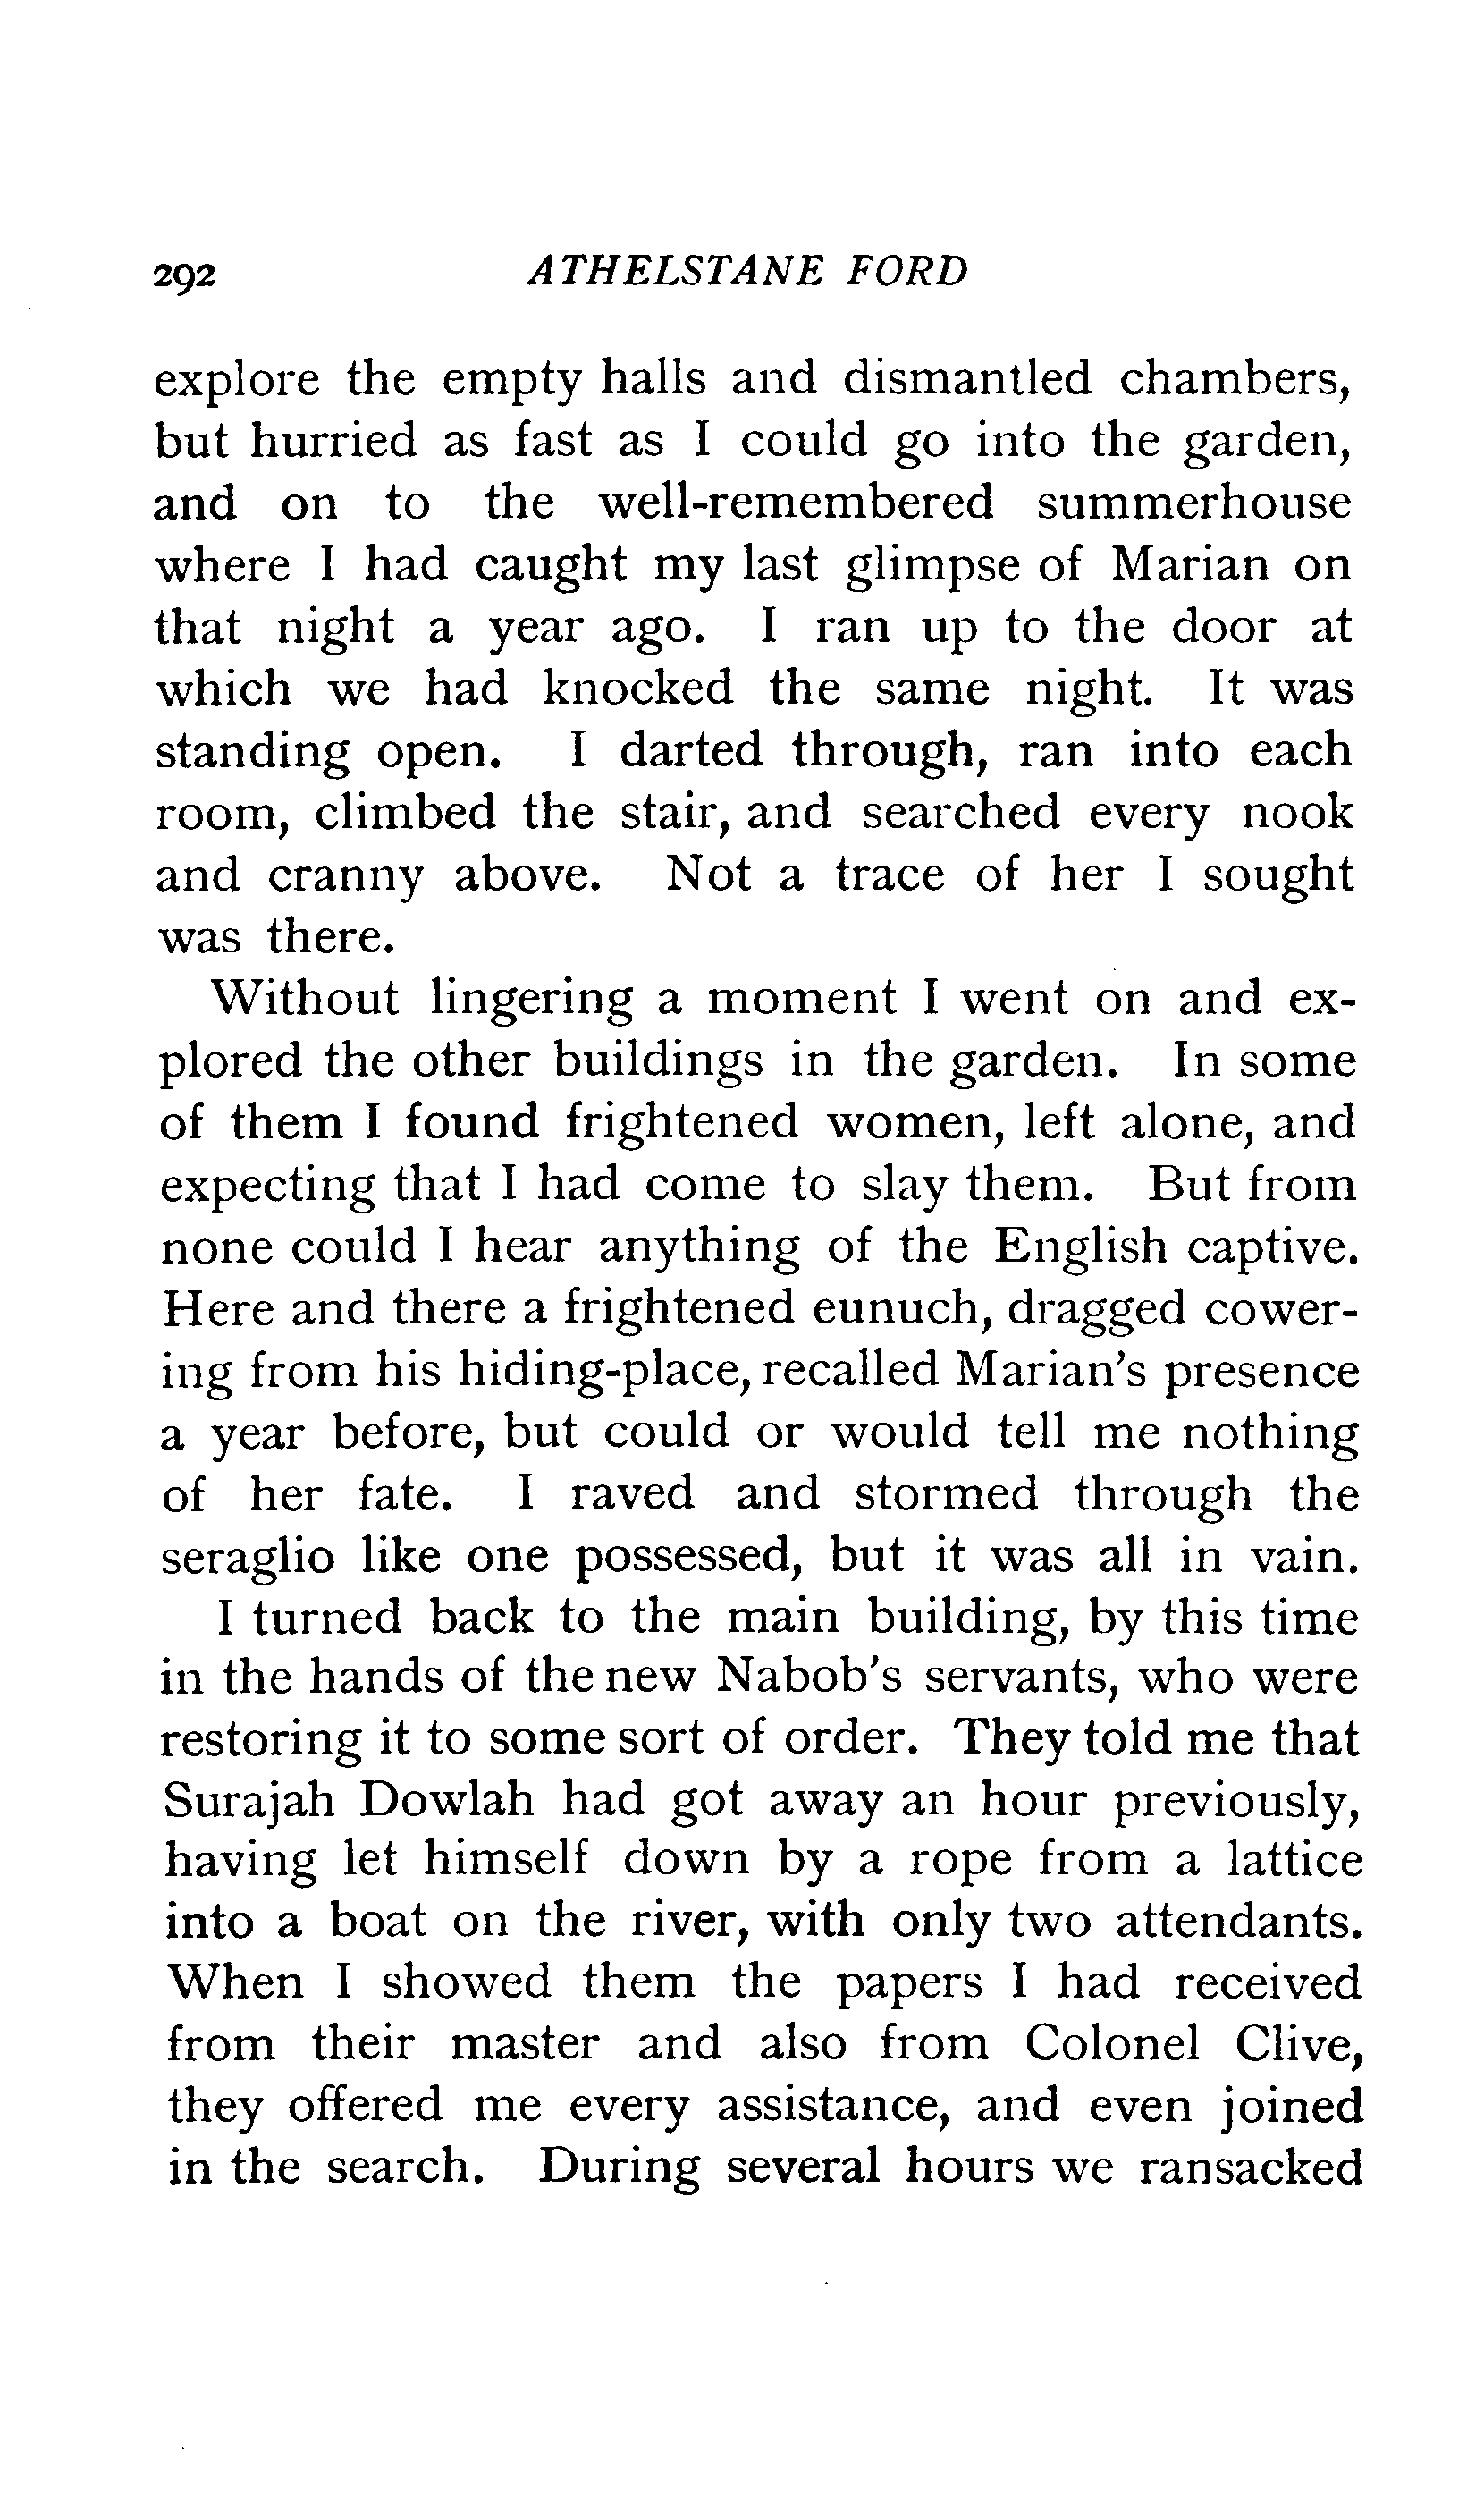 292 ATHELSTANE FORD
explore the empty halls and dismantled chambers,
but hurried as fast as I could go into the garden,
and on to the well-remembered summerhouse
where I had caught my last glimpse of Marian on
that night a year ago. I ran up to the door at
which we had knocked the same night. It was
standing open. I darted through, ran into each
room, climbed the stair, and searched every nook
and cranny above. Not a trace of her I sought
was there.
Without lingering a moment I went on and ex-
plored the other buildings in the garden. In some
of them I found frightened women, left alone, and
expecting that I had come to slay them. But from
none could I hear anything of the English captive.
Here and there a frightened eunuch, dragged cower-
ing from his hiding-place, recalled Marian's presence
a year before, but could or would tell me nothing
of her fate. I raved and stormed through the
seraglio like one possessed, but it was all in vain.
I turned back to the main building, by this time
in the hands of the new Nabob's servants, who were
restoring it to some sort of order. They told me that
Surajah Dowlah had got away an hour previously,
having let himself down by a rope from a lattice
into a boat on the river, with only two attendants.
When I showed them the papers I had received
from their master and also from Colonel Clive,
they offered me every assistance, and even joined
in the search. During several hours we ransacked